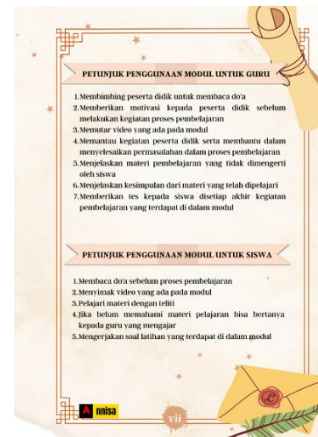 PETUNJUK PENGGUNAAN MODUL UNTUK GURU
1.Membimbing peserta didik untuk membaca do'a
2.Memberikan motivasi kepada peserta didik sebelum
melakukan kegiatan proses pembelajaran
3.Memutar video yang ada pada modul
4.Memantau kegiatan peserta didik serta membantu dalam
menyelesaikan permasalahan dalam proses pembelajaran
5.Menjelaskan materi pembelajaran yang tidak dimengerti
oleh siswa
6.Menjelaskan kesimpulan dari materi yang telah dipelajari
7.Memberikan tes kepada siswa disetiap akhir kegiatan
pembelajaran yang terdapat di dalam modul
PETUNJUK PENGGUNAAN MODUL UNTUK SISWA
1.Membaca do'a sebelum proses pembelajaran
2.Menyimak video yang ada pada modul
3.Pelajari materi dengan teliti
4.Jika belum memahami materi pelajaran bisa bertanya
kepada guru yang mengajar
5.Mengerjakan soal latihan yang terdapat di dalam modul
A nnisa
vii